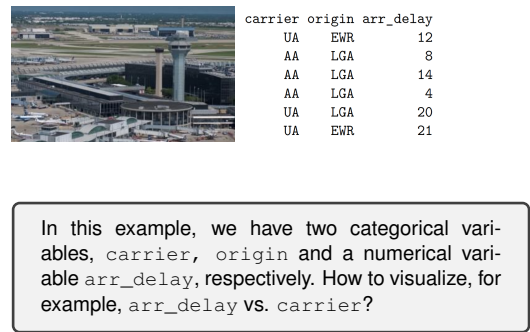 carrier origin arr_delay
UA EWR 12
AA LGA 8
AA LGA 14
AA LGA 4
UA LGA 20
UA EWR 21
In this example, we have two categorical vari-
ables, carrier, origin and a numerical vari-
able arr_delay, respectively. How to visualize, for
example, arr_delay vs. carrier?